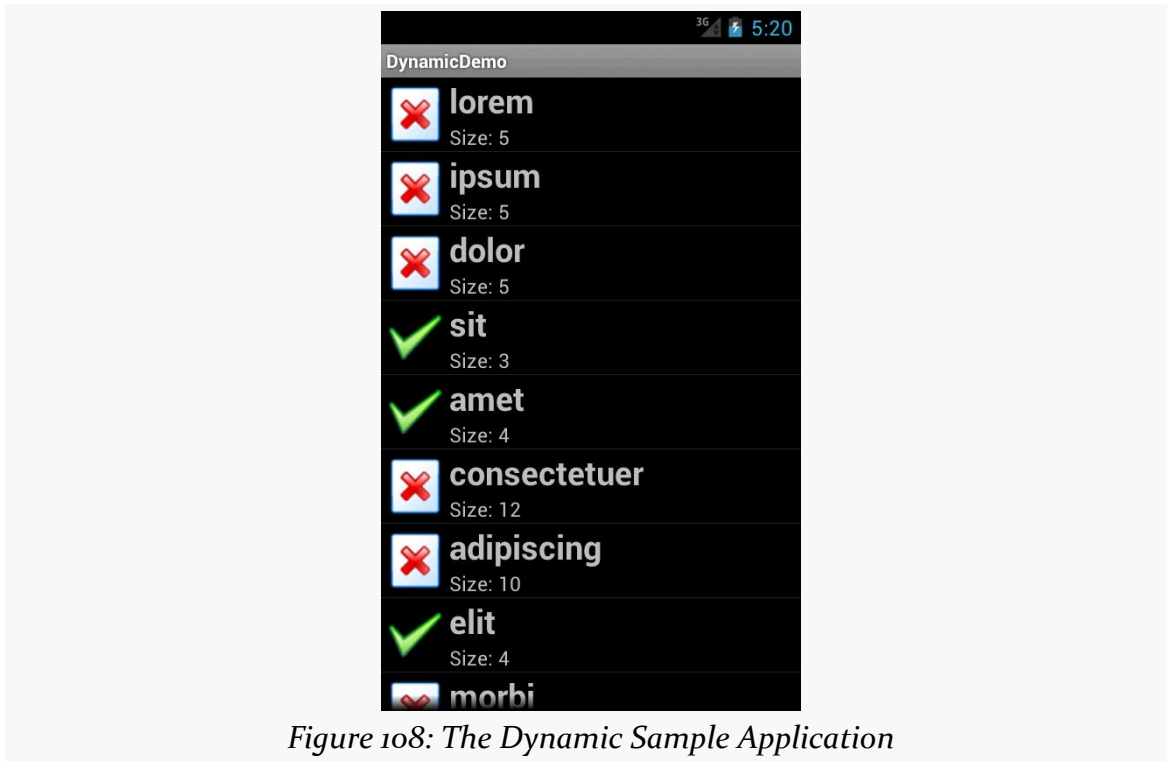 3G 5:20
DynamicDemo
lorem
Size: 5
ipsum
Size: 5
dolor
Size: 5
sit
Size: 3
amet
Size: 4
consectetuer
Size: 12
adipiscing
Size: 10
elit
Size: 4
morbi
Figure 108: The Dynamic Sample Application